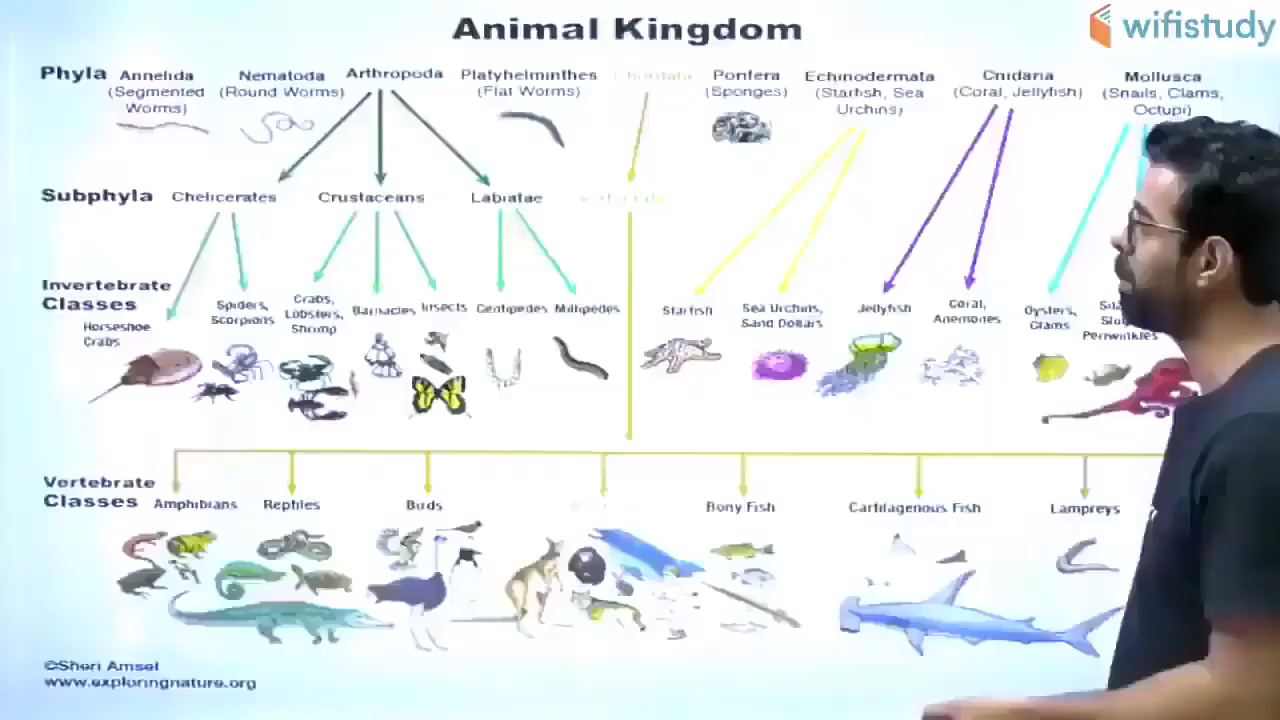 Animal Kingdom
wifistudy
Phyla
Annelida
(Segmented
Worms)
Nematoda
(Round Worms)
Arthropoda
Platyhelminthes
(Flat Worms)
Chordata
Porifera
(Sponges)
Echinodermata
(Starfish, Sea
Urchins)
Cnidaria
(Coral, Jellyfish)
Mollusca
(Snails, Clams,
Octupi)
Subphyla
Chelicerates
Crustaceans
Labiatae
Invertebrate
Classes
Horseshoe
Crabs
Spiders,
Scorpions
Crabs,
Lobsters,
Shrimp
Barnacles
Insects
Centipedes
Millipedes
Starfish
Sea Urchins,
Sand Dollars
Jellyfish
Coral,
Anemones
Oysters,
Clams
Periwinkles
Vertebrate
Classes
Amphibians
Reptiles
Birds
Bony Fish
Cartilagenous Fish
Lampreys
©Sheri Amsel
www.exploringnature.org